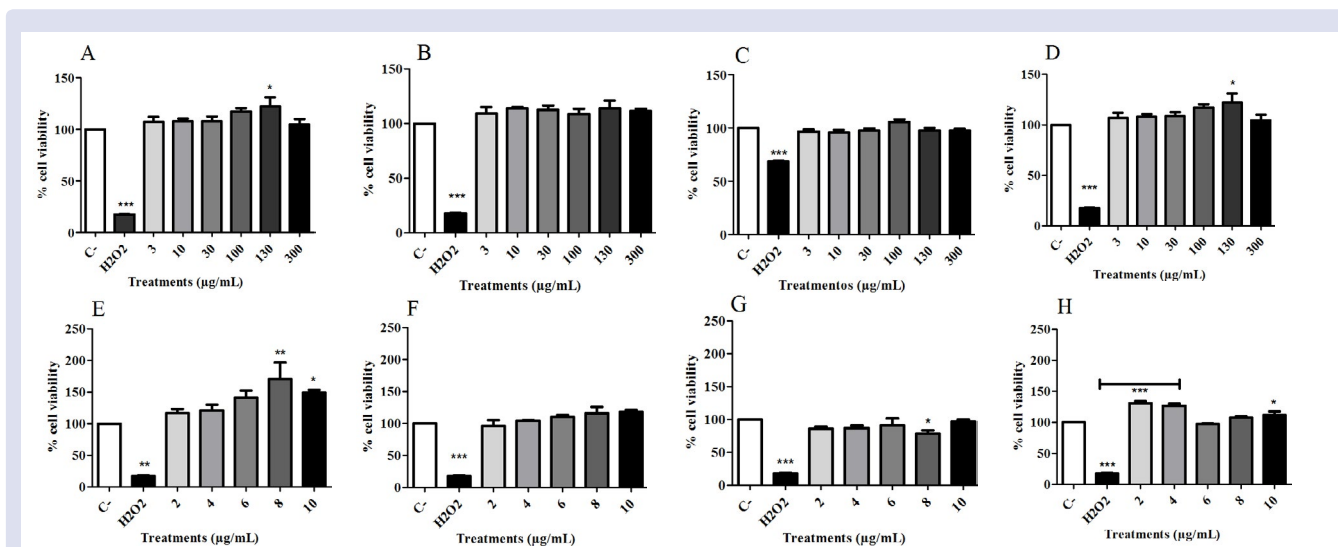 A
% cell viability
150
100
50
0
*
***
C-
H2O2
3
10
30
100
130
300
Treatments (µg/mL)
B
% cell viability
150
100
50
0
***
C-
H2O2
3
10
30
100
130
300
Treatments (µg/mL)
C
% cell viability
150
100
50
0
***
C-
H2O2
3
10
30
100
130
300
Treatmentos (µg/mL)
D
% cell viability
150
100
50
0
*
***
C-
H2O2
3
10
30
100
130
300
Treatments (µg/mL)
E
% cell viability
250
200
150
100
50
0
**
*
**
C-
H2O2
2
4
6
8
10
Treatments (µg/mL)
F
% cell viability
250
200
150
100
50
0
***
C-
H2O2
2
4
6
8
10
Treatments (µg/mL)
G
% cell viability
250
200
150
100
50
0
*
***
C-
H2O2
2
4
6
8
10
Treatments (µg/mL)
H
% cell viability
250
200
150
100
50
0
***
*
***
C-
H2O2
2
4
6
8
10
Treatments (µg/mL)